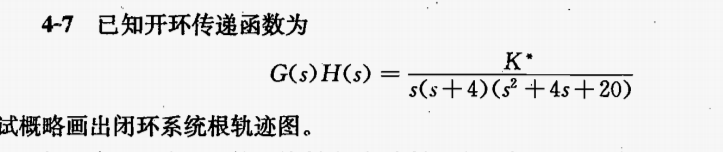 4-7 已知开环传递函数为
G(s)H(s) = K* / s(s+4)(s²+4s+20)
试概略画出闭环系统根轨迹图。